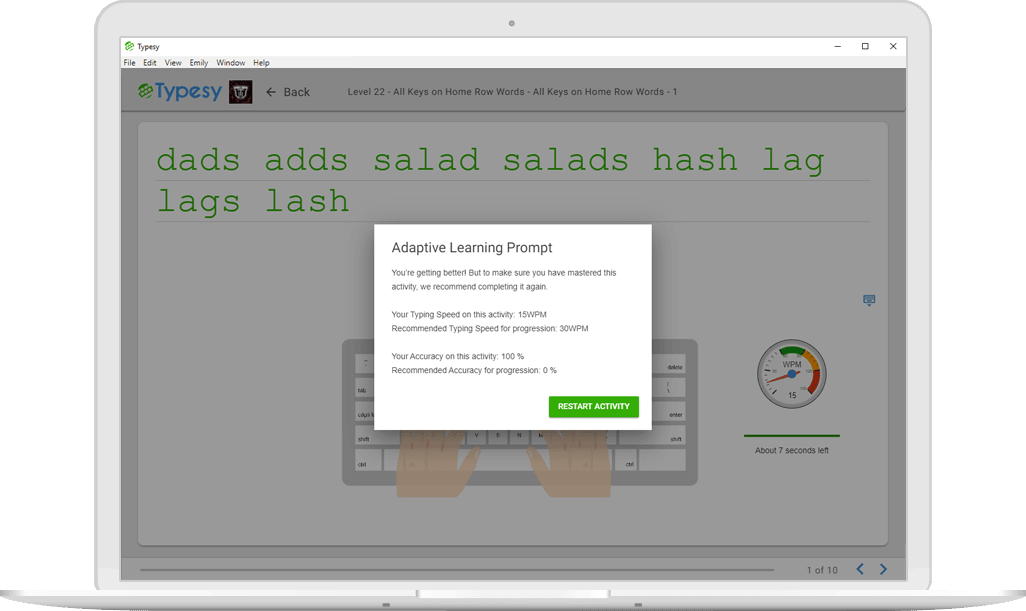 Typesy
File Edit View Emily Window Help
Typesy Back Level 22 - All Keys on Home Row Words - All Keys on Home Row Words - 1
dads adds salad salads hash lag
lags lash
Adaptive Learning Prompt
You're getting better! But to make sure you have mastered this
activity, we recommend completing it again.
Your Typing Speed on this activity: 15WPM
Recommended Typing Speed for progression: 30WPM
Your Accuracy on this activity: 100 %
Recommended Accuracy for progression: 0 %
RESTART ACTIVITY
delete
tab
\
caps
enter
shift V B N M shift
ctrl ctrl
WPM
15
About 7 seconds left
1 of 10